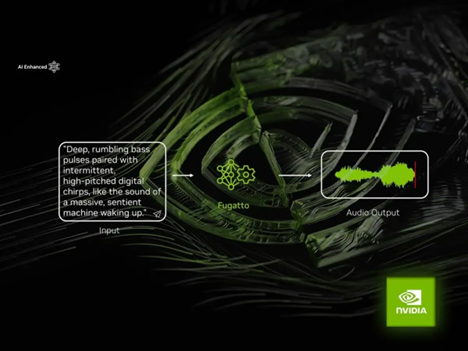 AI Enhanced
"Deep, rumbling bass
pulses paired with
intermittent,
high-pitched digital
chirps, like the sound of
a massive, sentient
machine waking up."
Input
Fugatto
Audio Output
NVIDIA